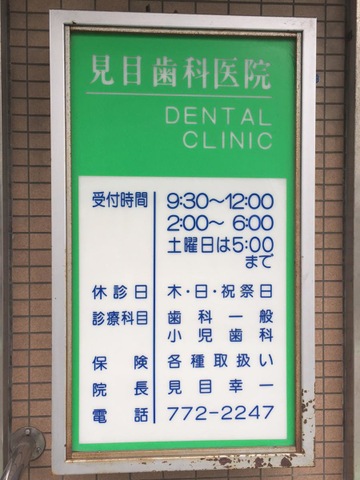 見目歯科医院
DENTAL
CLINIC
受付時間 9:30〜12:00
2:00〜 6:00
土曜日は5:00
まで
休診日 木・日・祝祭日
診療科目 歯科一般
小児歯科
保険 各種取扱い
院長 見目幸一
電話 772-2247